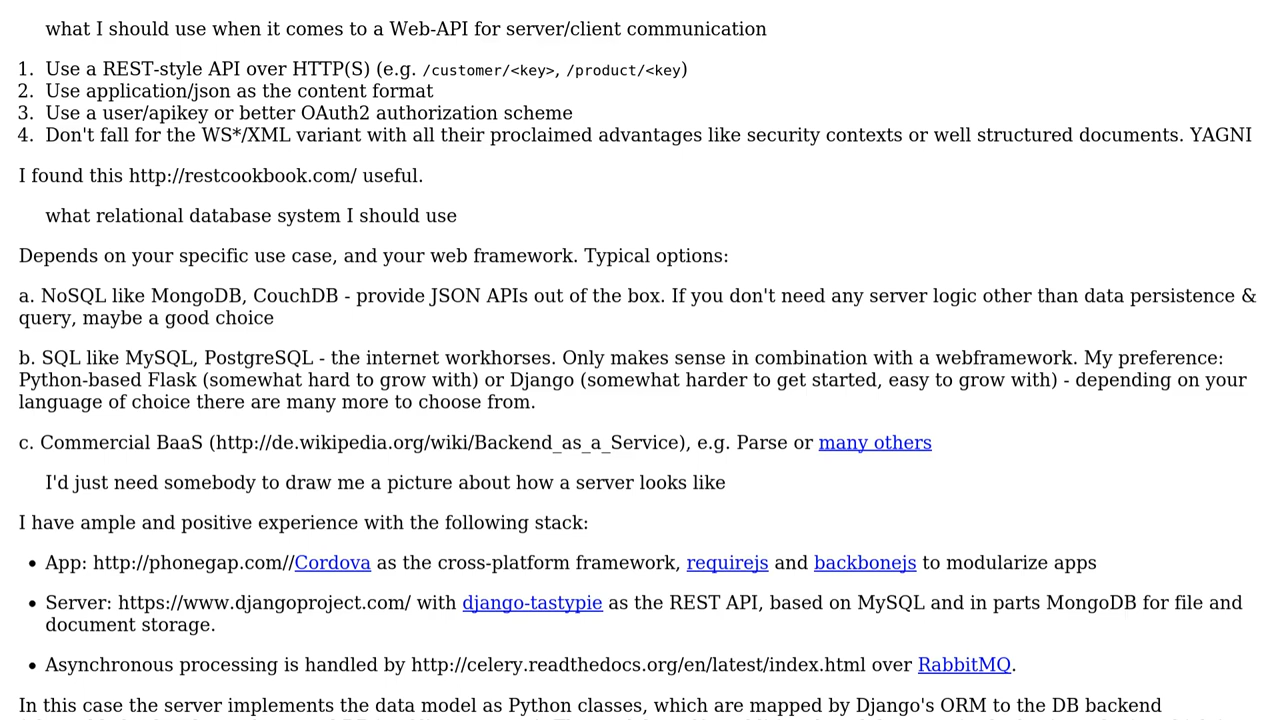 what I should use when it comes to a Web-API for server/client communication
1. Use a REST-style API over HTTP(S) (e.g. /customer/<key>, /product/<key)
2. Use application/json as the content format
3. Use a user/apikey or better OAuth2 authorization scheme
4. Don't fall for the WS*/XML variant with all their proclaimed advantages like security contexts or well structured documents. YAGNI
I found this http://restcookbook.com/ useful.
what relational database system I should use
Depends on your specific use case, and your web framework. Typical options:
a. NoSQL like MongoDB, CouchDB - provide JSON APIs out of the box. If you don't need any server logic other than data persistence &
query, maybe a good choice
b. SQL like MySQL, PostgreSQL - the internet workhorses. Only makes sense in combination with a webframework. My preference:
Python-based Flask (somewhat hard to grow with) or Django (somewhat harder to get started, easy to grow with) - depending on your
language of choice there are many more to choose from.
c. Commercial BaaS (http://de.wikipedia.org/wiki/Backend_as_a_Service), e.g. Parse or many others
I'd just need somebody to draw me a picture about how a server looks like
I have ample and positive experience with the following stack:
• App: http://phonegap.com//Cordova as the cross-platform framework, requirejs and backbonejs to modularize apps
• Server: https://www.djangoproject.com/ with django-tastypie as the REST API, based on MySQL and in parts MongoDB for file and
document storage.
• Asynchronous processing is handled by http://celery.readthedocs.org/en/latest/index.html over RabbitMQ.
In this case the server implements the data model as Python classes, which are mapped by Django's ORM to the DB backend